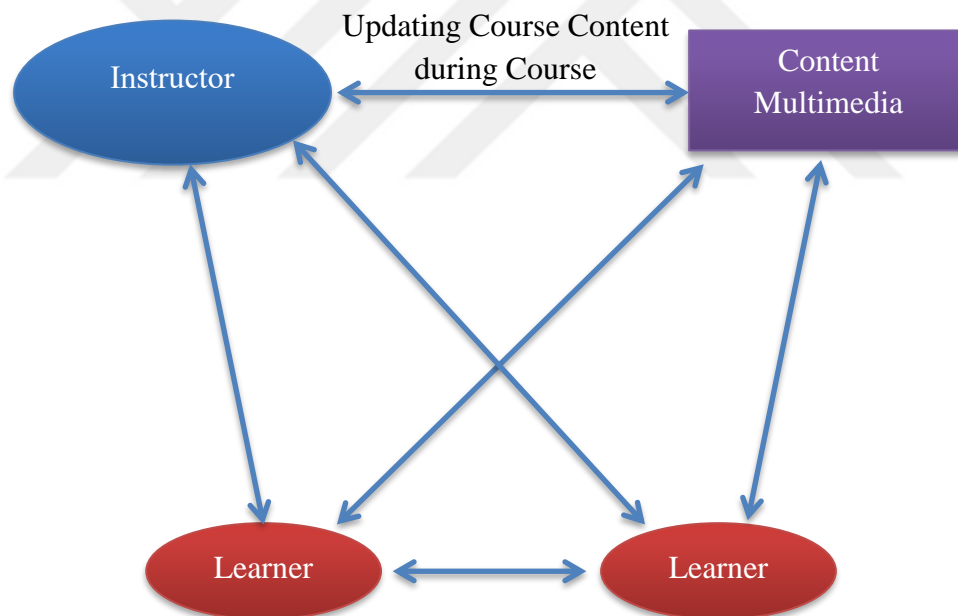 Updating Course Content
during Course
Instructor
Content
Multimedia
Learner
Learner